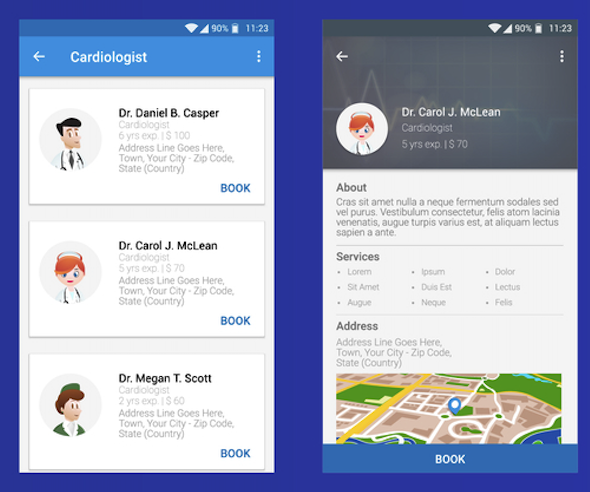 90% 11:23
Cardiologist
Dr. Daniel B. Casper
Cardiologist
6 yrs exp. | $ 100
Address Line Goes Here,
Town, Your City - Zip Code,
State (Country)
BOOK
Dr. Carol J. McLean
Cardiologist
5 yrs exp. | $ 70
Address Line Goes Here,
Town, Your City - Zip Code,
State (Country)
BOOK
Dr. Megan T. Scott
Cardiologist
2 yrs exp. | $ 60
Address Line Goes Here,
Town, Your City - Zip Code,
State (Country)
BOOK
90% 11:23
Dr. Carol J. McLean
Cardiologist
5 yrs exp. | $ 70
About
Cras sit amet nulla a neque fermentum sodales sed
vel purus. Vestibulum consectetur, felis atom lacinia
venenatis, augue turpis varius est, at aliquam lectus
sapien a ante.
Services
• Lorem • Ipsum • Dolor
• Sit Amet • Duis Est • Lectus
• Augue • Neque • Felis
Address
Address Line Goes Here,
Town, Your City - Zip Code,
State (Country)
BOOK